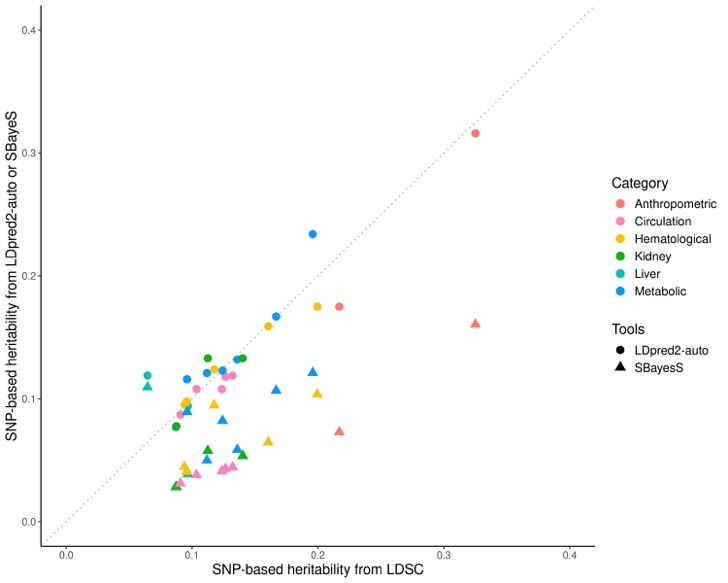 SNP-based heritability from LDpred2-auto or SBayeS
0.4
0.3
0.2
0.1
0.0
0.0 0.1 0.2 0.3 0.4
SNP-based heritability from LDSC
Category
Anthropometric
Circulation
Hematological
Kidney
Liver
Metabolic
Tools
LDpred2-auto
SBayesS